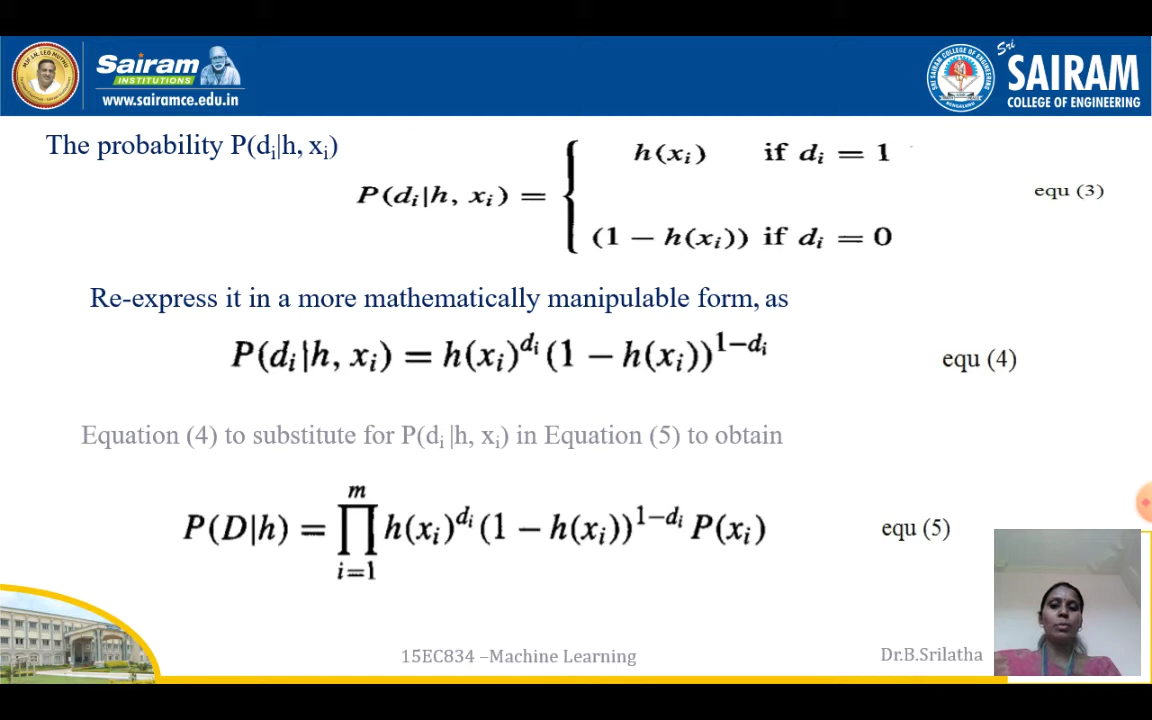 Sairam
INSTITUTIONS
www.sairamce.edu.in
Sri
SAIRAM
COLLEGE OF ENGINEERING
The probability P(dᵢ|h, xᵢ)
P(dᵢ|h, xᵢ) = { h(xᵢ) if dᵢ = 1
(1 − h(xᵢ)) if dᵢ = 0
equ (3)
Re-express it in a more mathematically manipulable form, as
P(dᵢ|h, xᵢ) = h(xᵢ)^dᵢ (1 − h(xᵢ))^1−dᵢ equ (4)
Equation (4) to substitute for P(dᵢ |h, xᵢ) in Equation (5) to obtain
P(D|h) = ∏_{i=1}^{m} h(xᵢ)^dᵢ (1 − h(xᵢ))^1−dᵢ P(xᵢ) equ (5)
15EC834 –Machine Learning
Dr.B.Srilatha